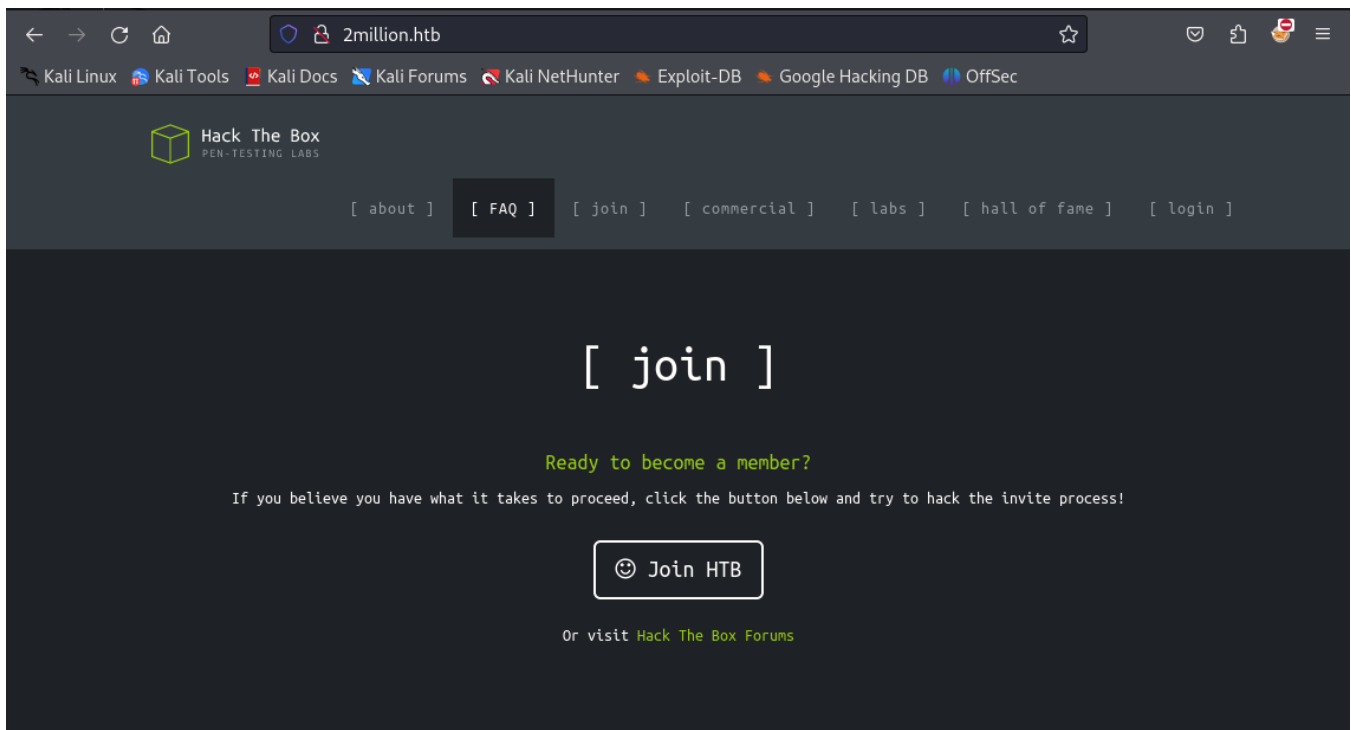 2million.htb
Kali Linux Kali Tools Kali Docs Kali Forums Kali NetHunter Exploit-DB Google Hacking DB OffSec
Hack The Box
PEN-TESTING LABS
[ about ] [ FAQ ] [ join ] [ commercial ] [ labs ] [ hall of fame ] [ login ]
[ join ]
Ready to become a member?
If you believe you have what it takes to proceed, click the button below and try to hack the invite process!
Join HTB
Or visit Hack The Box Forums